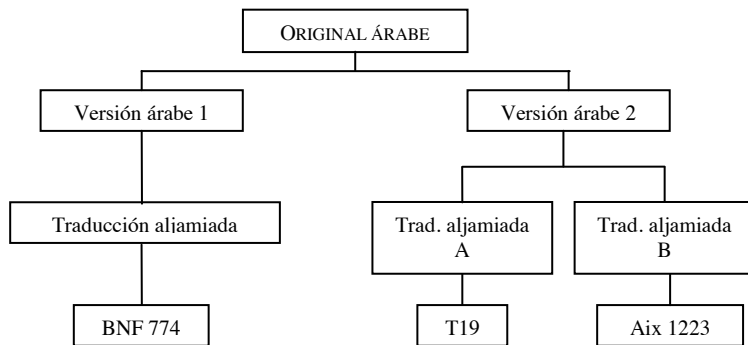 ORIGINAL ÁRABE
Versión árabe 1
Versión árabe 2
Traducción aljamiada
Trad. aljamiada
A
Trad. aljamiada
B
BNF 774
T19
Aix 1223